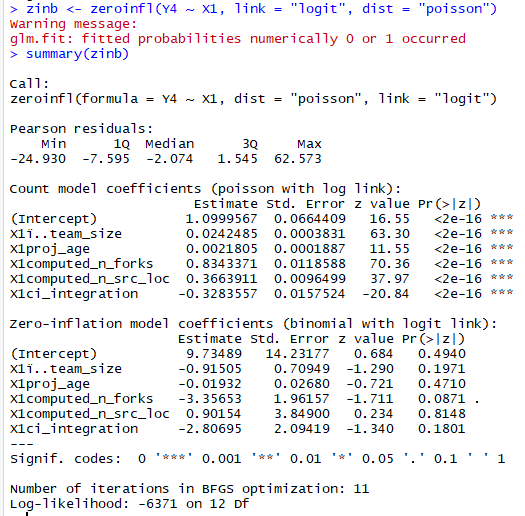 > zinb <- zeroinfl(Y4 ~ X1, link = "logit", dist = "poisson")
Warning message:
glm.fit: fitted probabilities numerically 0 or 1 occurred
> summary(zinb)

Call:
zeroinfl(formula = Y4 ~ X1, dist = "poisson", link = "logit")

Pearson residuals:
    Min      1Q  Median      3Q     Max
-24.930  -7.595  -2.074   1.545  62.573

Count model coefficients (poisson with log link):
                       Estimate Std. Error z value Pr(>|z|)
(Intercept)           1.0999567  0.0664409   16.55   <2e-16 ***
X1ï..team_size        0.0242485  0.0003831   63.30   <2e-16 ***
X1proj_age            0.0021805  0.0001887   11.55   <2e-16 ***
X1computed_n_forks    0.8343371  0.0118588   70.36   <2e-16 ***
X1computed_n_src_loc  0.3663911  0.0096499   37.97   <2e-16 ***
X1ci_integration     -0.3283557  0.0157524  -20.84   <2e-16 ***

Zero-inflation model coefficients (binomial with logit link):
                     Estimate Std. Error z value Pr(>|z|)
(Intercept)           9.73489   14.23177   0.684   0.4940
X1ï..team_size       -0.91505    0.70949  -1.290   0.1971
X1proj_age           -0.01932    0.02680  -0.721   0.4710
X1computed_n_forks   -3.35653    1.96157  -1.711   0.0871 .
X1computed_n_src_loc  0.90154    3.84900   0.234   0.8148
X1ci_integration     -2.80695    2.09419  -1.340   0.1801
---
Signif. codes:  0 '***' 0.001 '**' 0.01 '*' 0.05 '.' 0.1 ' ' 1

Number of iterations in BFGS optimization: 11
Log-likelihood: -6371 on 12 Df